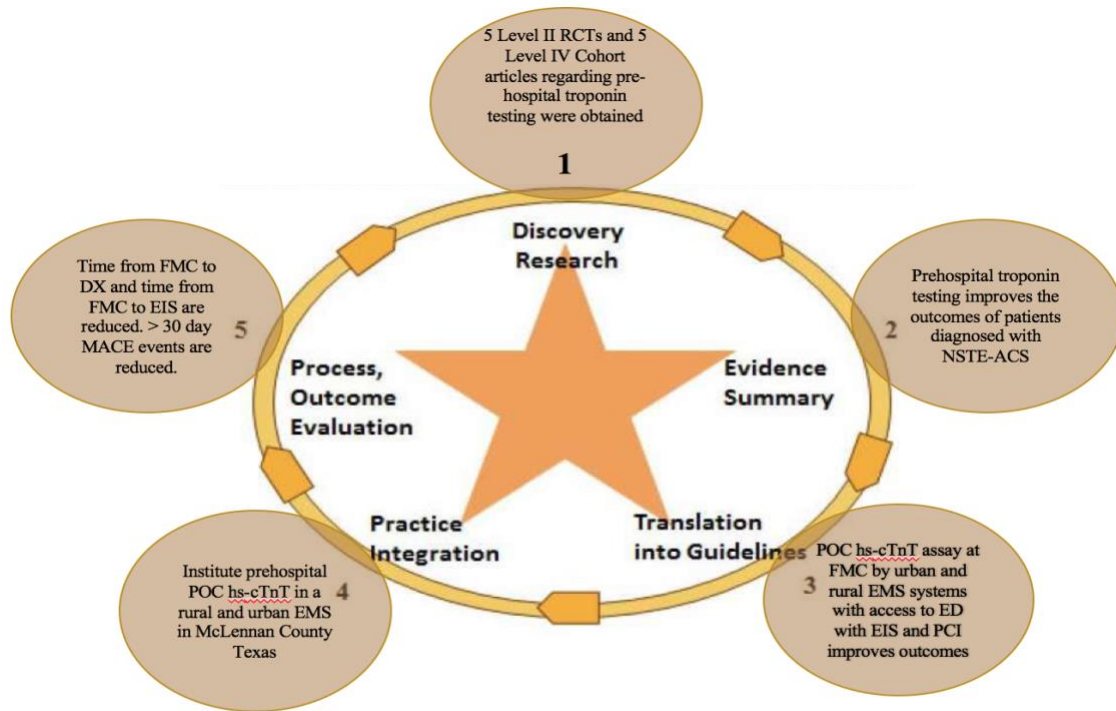 5 Level II RCTs and 5
Level IV Cohort
articles regarding pre-
hospital troponin
testing were obtained
1
Discovery
Research
Prehospital troponin
testing improves the
outcomes of patients
diagnosed with
NSTE-ACS
2
Evidence
Summary
POC hs-cTnT assay at
FMC by urban and
rural EMS systems
with access to ED
with EIS and PCI
improves outcomes
3
Translation
into Guidelines
Institute prehospital
POC hs-cTnT in a
rural and urban EMS
in McLennan County
Texas
4
Practice
Integration
Time from FMC to
DX and time from
FMC to EIS are
reduced. > 30 day
MACE events are
reduced.
5
Process,
Outcome
Evaluation